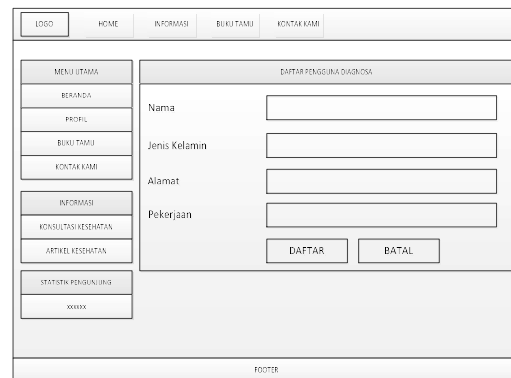 LOGO HOME INFORMASI BUKU TAMU KONTAK KAMI
MENU UTAMA
BERANDA
PROFIL
BUKU TAMU
KONTAK KAMI
INFORMASI
KONSULTASI KESEHATAN
ARTIKEL KESEHATAN
STATISTIK PENGUNJUNG
xxxxxx
DAFTAR PENGGUNA DIAGNOSA
Nama
Jenis Kelamin
Alamat
Pekerjaan
DAFTAR BATAL
FOOTER